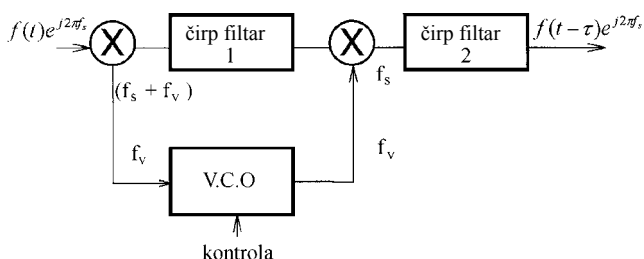 f(t)e^{j2πf_s}
X
čirp filtar
1
X
čirp filtar
2
f(t-τ)e^{j2πf_s}
(f_s + f_v)
f_s
f_v
V.C.O
f_v
kontrola